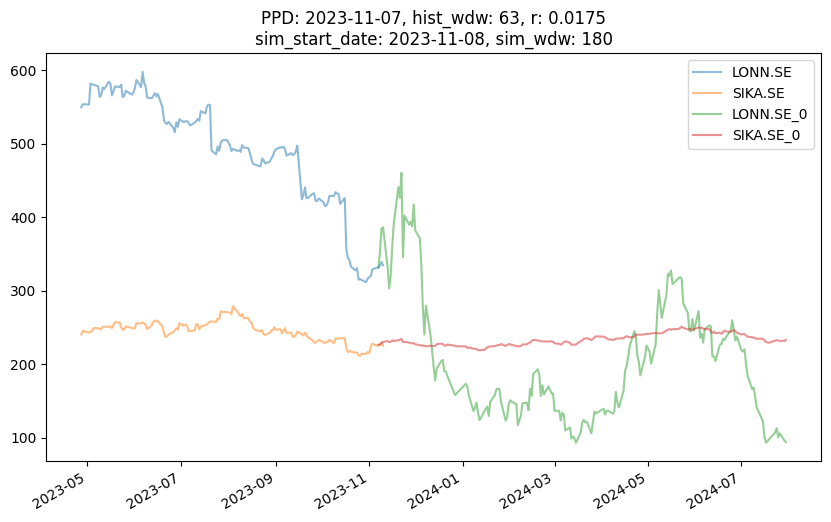 PPD: 2023-11-07, hist_wdw: 63, r: 0.0175
sim_start_date: 2023-11-08, sim_wdw: 180
LONN.SE
SIKA.SE
LONN.SE_0
SIKA.SE_0
600
500
400
300
200
100
2023-05
2023-07
2023-09
2023-11
2024-01
2024-03
2024-05
2024-07